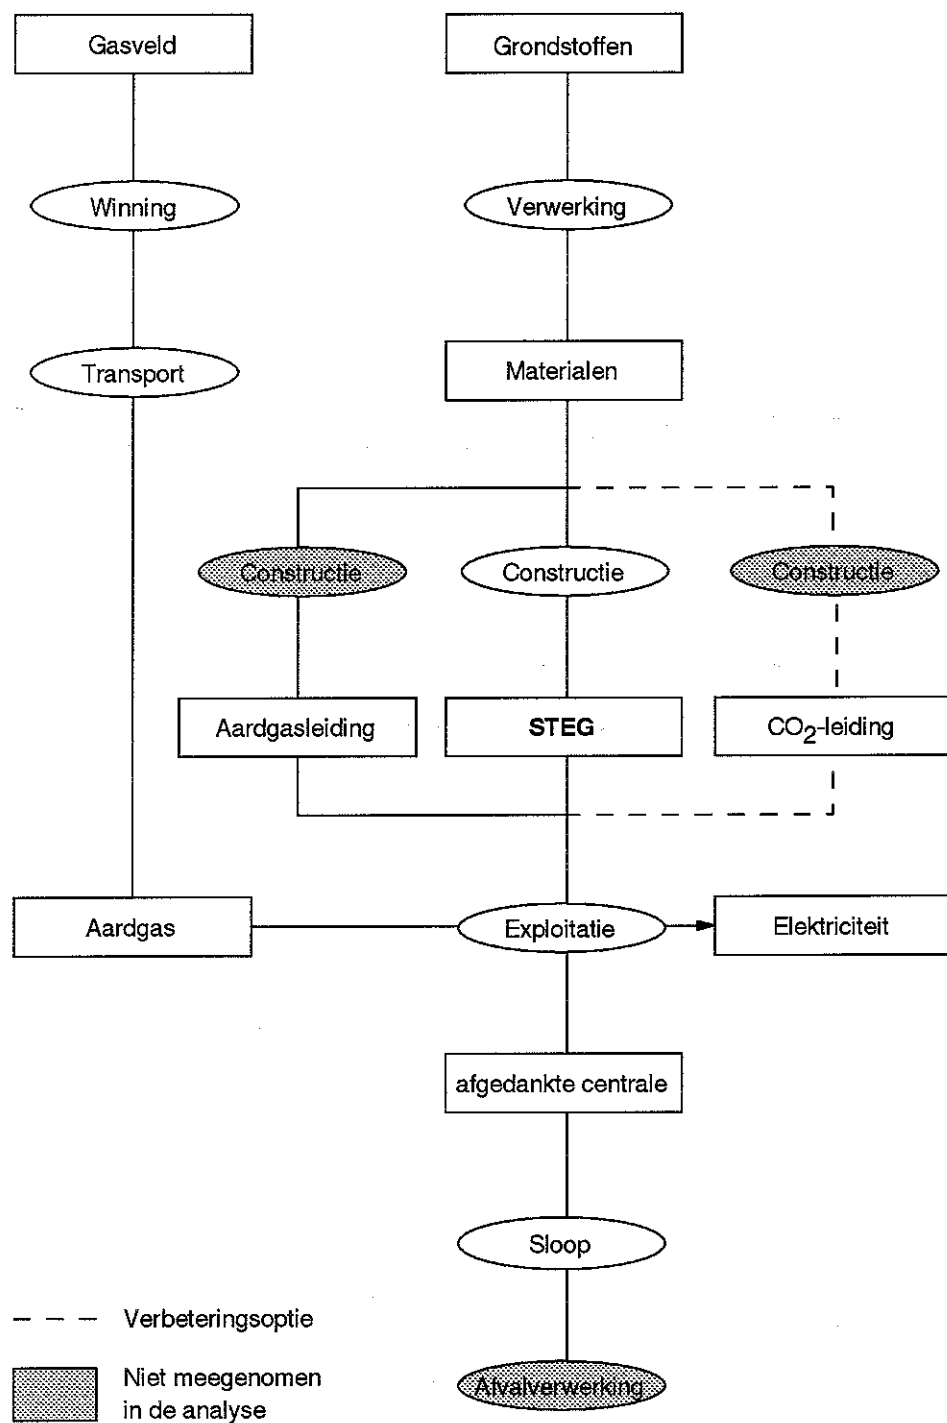 Gasveld
Grondstoffen
Winning
Verwerking
Transport
Materialen
Constructie
Constructie
Constructie
Aardgasleiding
STEG
CO2-leiding
Aardgas
Exploitatie
Elektriciteit
afgedankte centrale
Sloop
Verbeteringsoptie
Niet meegenomen
in de analyse
Afvalverwerking